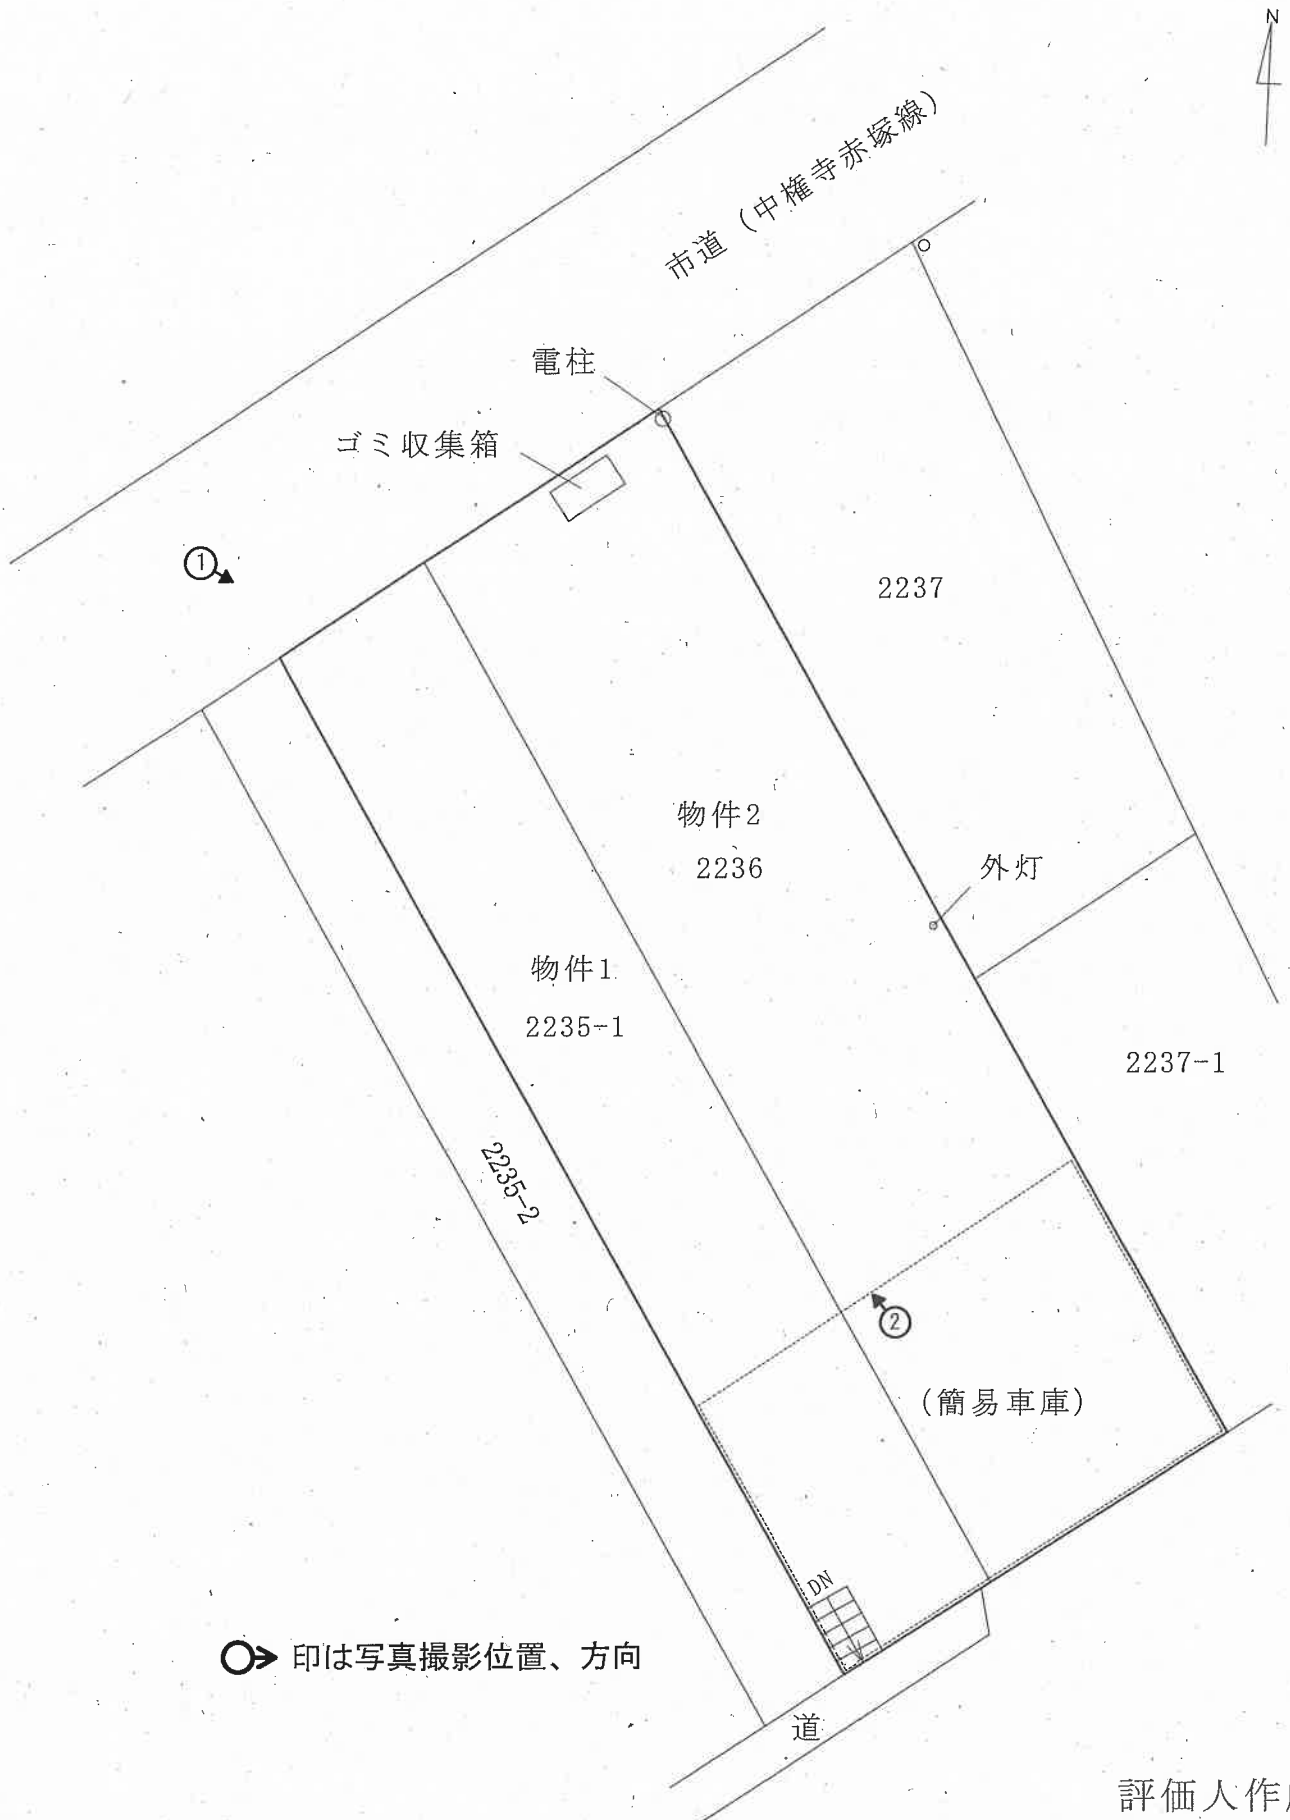 N
市道（中権寺赤塚線）
電柱
ゴミ収集箱
①
2237
物件2
2236
外灯
物件1
2235-1
2237-1
2235-2
②
(簡易車庫)
DN
印は写真撮影位置、方向
道
評価人作